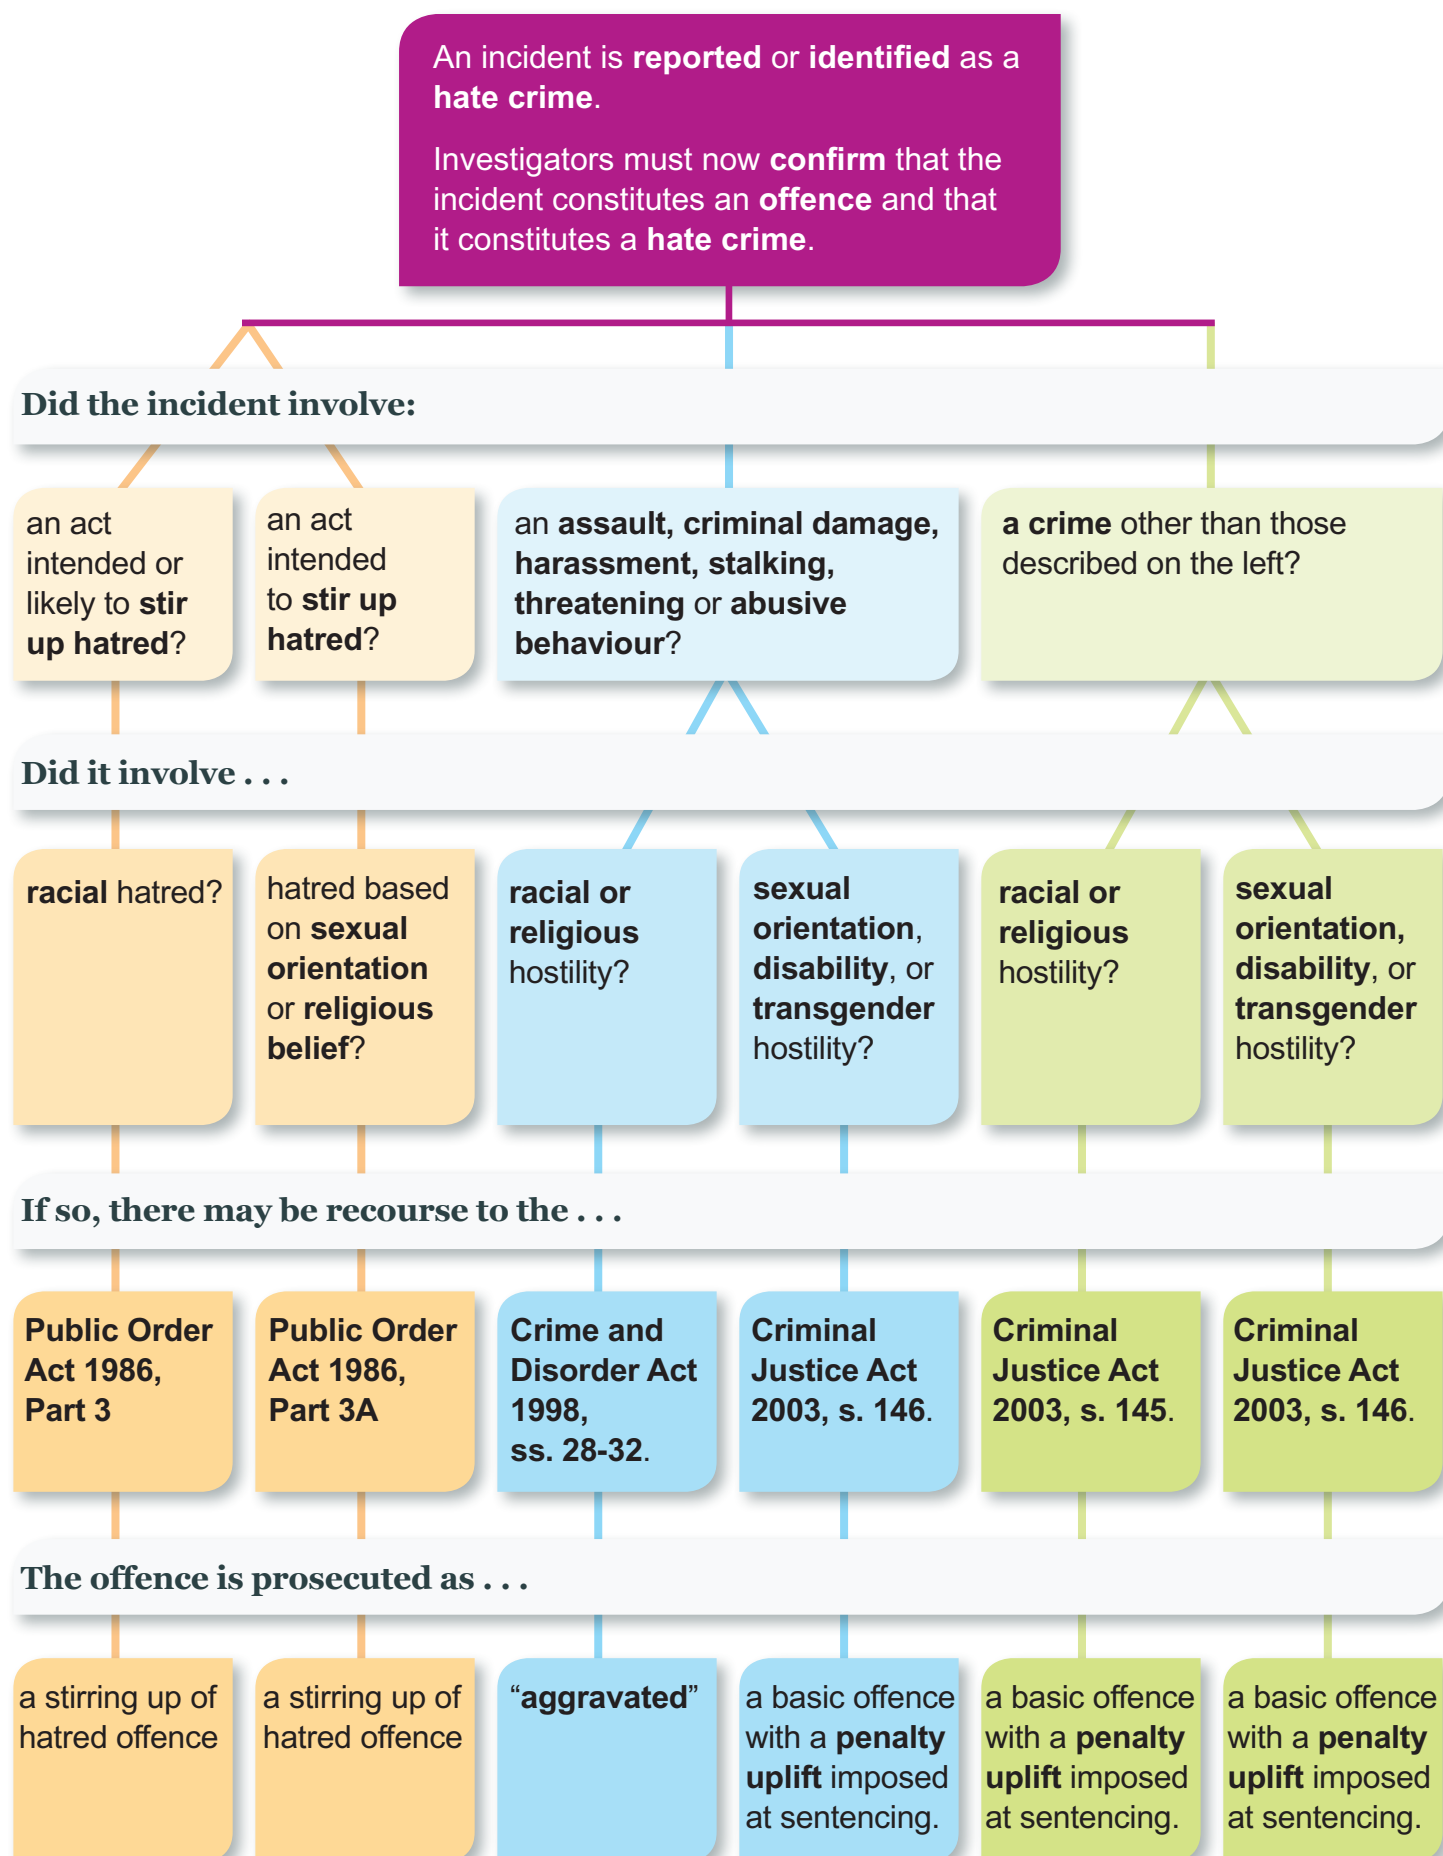 An incident is reported or identified as a
hate crime.
Investigators must now confirm that the
incident constitutes an offence and that
it constitutes a hate crime.
Did the incident involve:
an act
intended or
likely to stir
up hatred?
an act
intended
to stir up
hatred?
an assault, criminal damage,
harassment, stalking,
threatening or abusive
behaviour?
a crime other than those
described on the left?
Did it involve . . .
racial hatred?
hatred based
on sexual
orientation
or religious
belief?
racial or
religious
hostility?
sexual
orientation,
disability, or
transgender
hostility?
racial or
religious
hostility?
sexual
orientation,
disability, or
transgender
hostility?
If so, there may be recourse to the . . .
Public Order
Act 1986,
Part 3
Public Order
Act 1986,
Part 3A
Crime and
Disorder Act
1998,
ss. 28-32.
Criminal
Justice Act
2003, s. 146.
Criminal
Justice Act
2003, s. 145.
Criminal
Justice Act
2003, s. 146.
The offence is prosecuted as . . .
a stirring up of
hatred offence
a stirring up of
hatred offence
“aggravated”
a basic offence
with a penalty
uplift imposed
at sentencing.
a basic offence
with a penalty
uplift imposed
at sentencing.
a basic offence
with a penalty
uplift imposed
at sentencing.